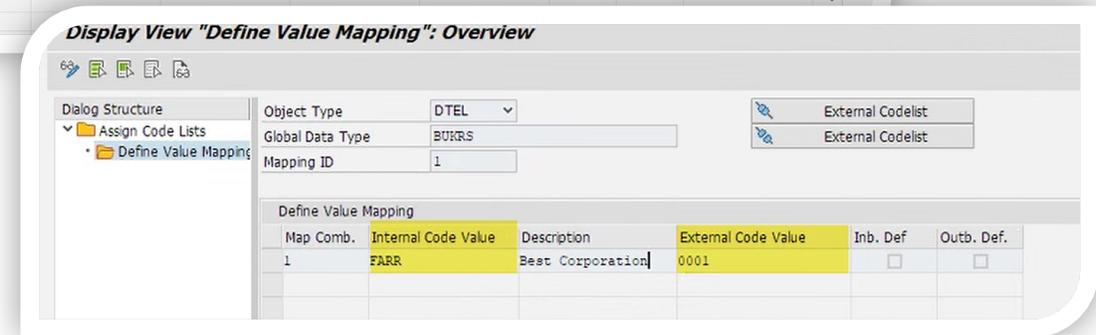 Display View "Define Value Mapping": Overview
Dialog Structure
Assign Code Lists
Define Value Mapping
Object Type DTEL
External Codelist
Global Data Type BUKRS
External Codelist
Mapping ID 1
Define Value Mapping
Map Comb. Internal Code Value Description External Code Value Inb. Def Outb. Def.
1 FARR Best Corporation 0001